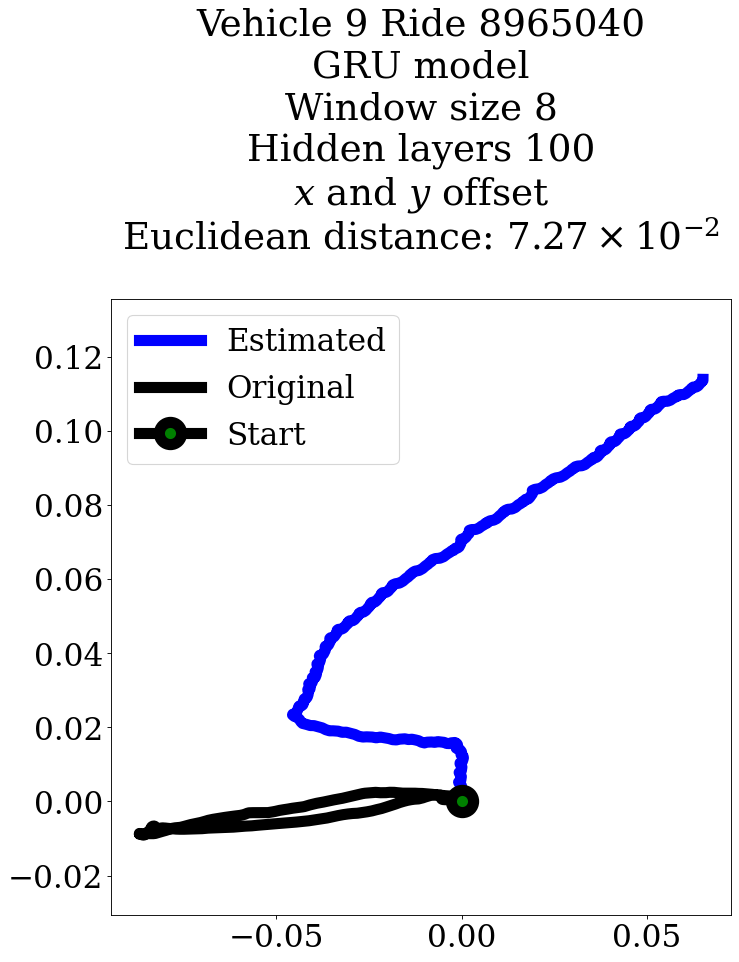 Vehicle 9 Ride 8965040
GRU model
Window size 8
Hidden layers 100
x and y offset
Euclidean distance: 7.27 × 10⁻²
Estimated
Original
Start
0.12
0.10
0.08
0.06
0.04
0.02
0.00
−0.02
−0.05 0.00 0.05